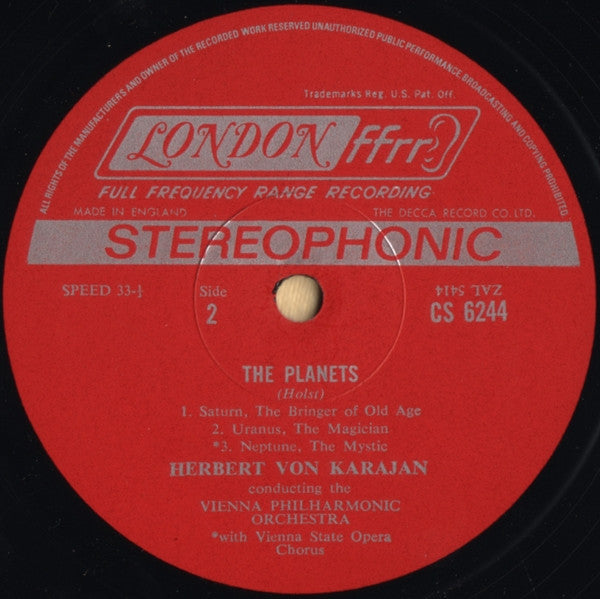 ALL RIGHTS OF THE MANUFACTURERS AND OWNER OF THE RECORDED WORK RESERVED UNAUTHORIZED PUBLIC PERFORMANCE BROADCASTING AND COPYING PROHIBITED
Trademarks Reg. U.S. Pat. Off.
LONDON ffrr
FULL FREQUENCY RANGE RECORDING
MADE IN ENGLAND THE DECCA RECORD CO. LTD.
STEREOPHONIC
SPEED 33-⅓ Side ZAL 5414
2 CS 6244
THE PLANETS
(Holst)
1. Saturn, The Bringer of Old Age
2. Uranus, The Magician
*3. Neptune, The Mystic
HERBERT VON KARAJAN
conducting the
VIENNA PHILHARMONIC
ORCHESTRA
*with Vienna State Opera
Chorus